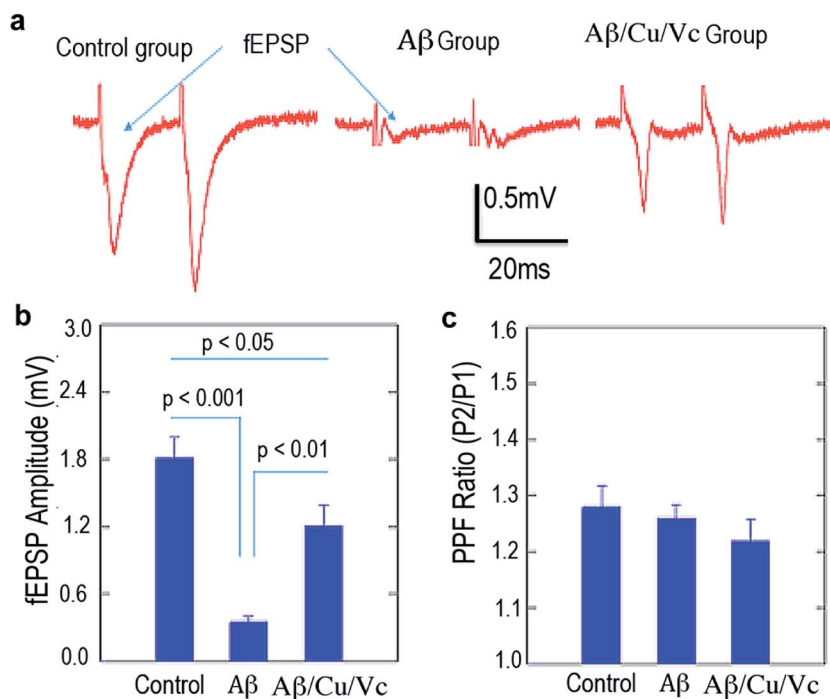 a
Control group
fEPSP
Aβ Group
Aβ/Cu/Vc Group
0.5mV
20ms
b
fEPSP Amplitude (mV)
3.0
2.4
1.8
1.2
0.6
0.0
p < 0.05
p < 0.001
p < 0.01
Control
Aβ
Aβ/Cu/Vc
c
PPF Ratio (P2/P1)
1.6
1.5
1.4
1.3
1.2
1.1
1.0
Control
Aβ
Aβ/Cu/Vc